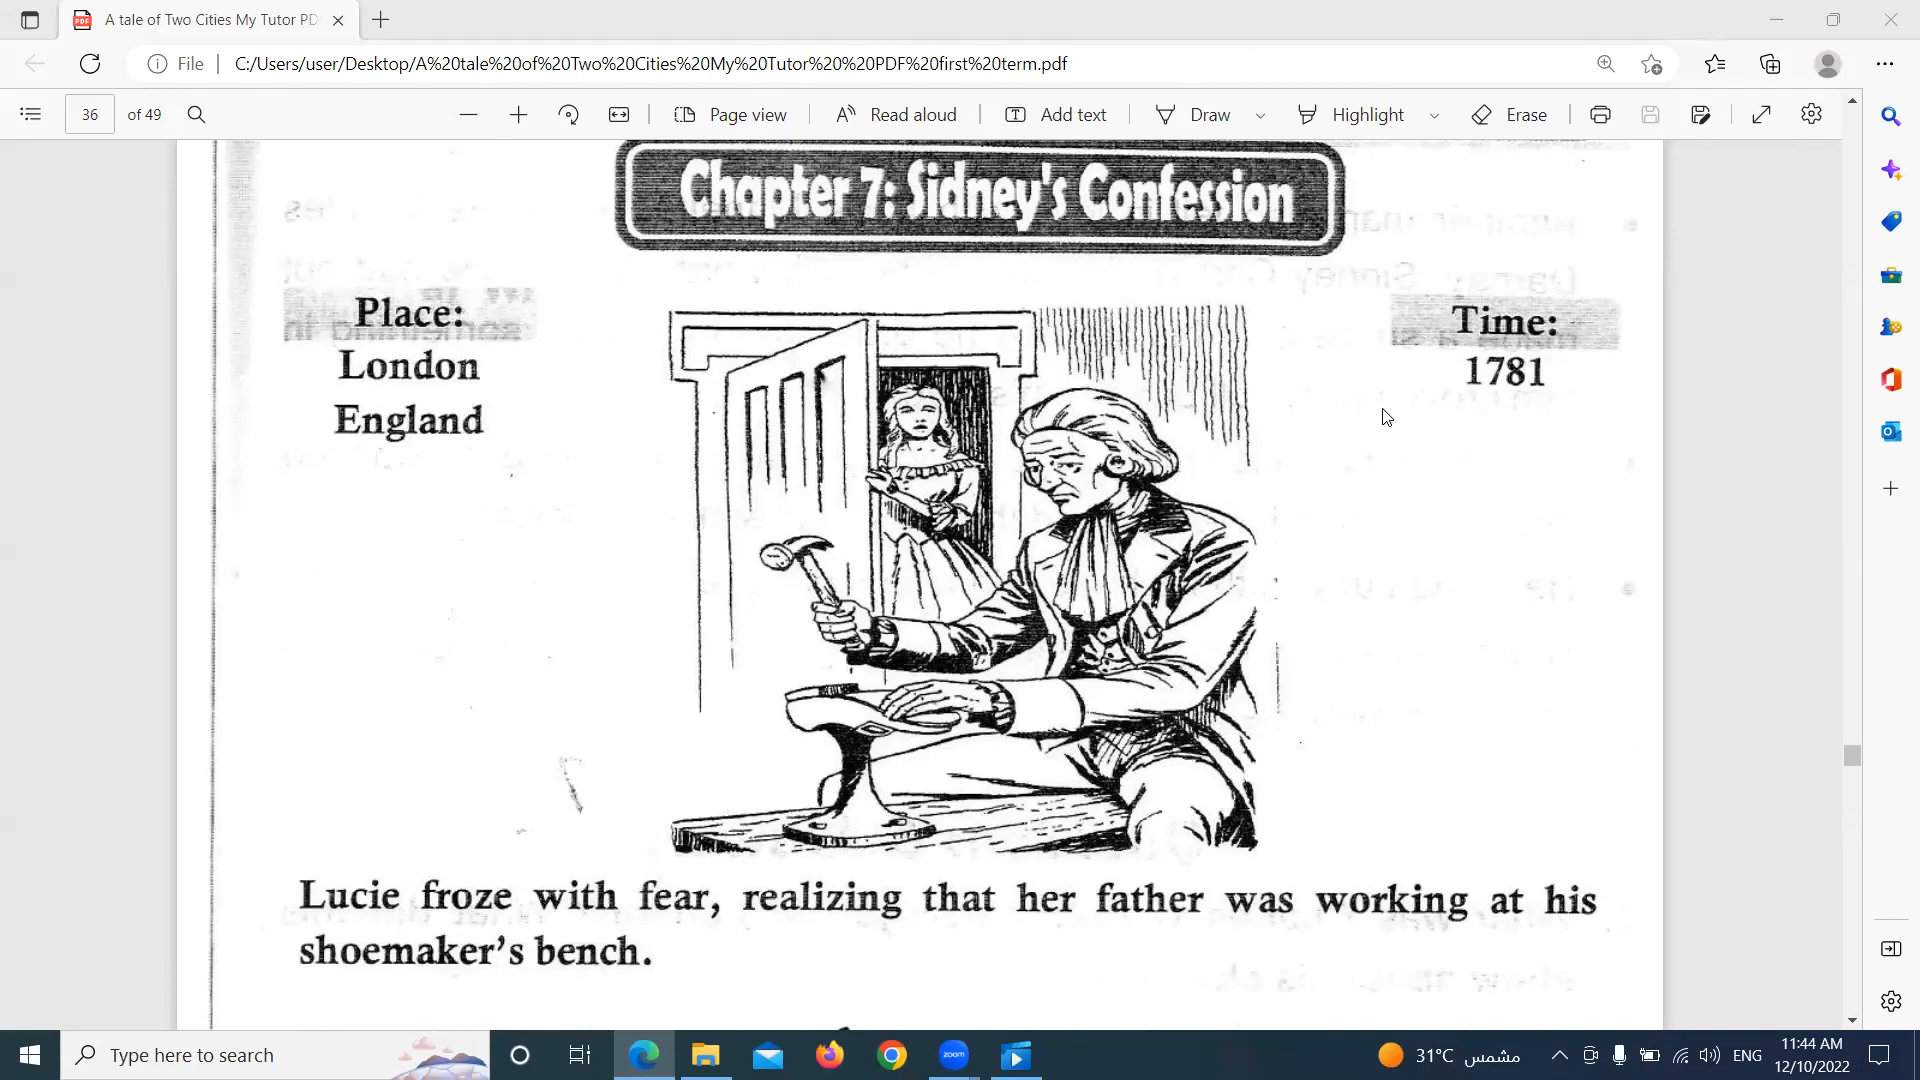 A tale of Two Cities My Tutor PD
File
C:/Users/user/Desktop/A%20tale%20of%20Two%20Cities%20My%20Tutor%20%20PDF%20first%20term.pdf
36 of 49
Page view
Read aloud
Add text
Draw
Highlight
Erase
Chapter 7: Sidney's Confession
Place:
London
England
Time:
1781
Lucie froze with fear, realizing that her father was working at his
shoemaker's bench.
Type here to search
zoom
31°C مشمس
ENG
11:44 AM
12/10/2022